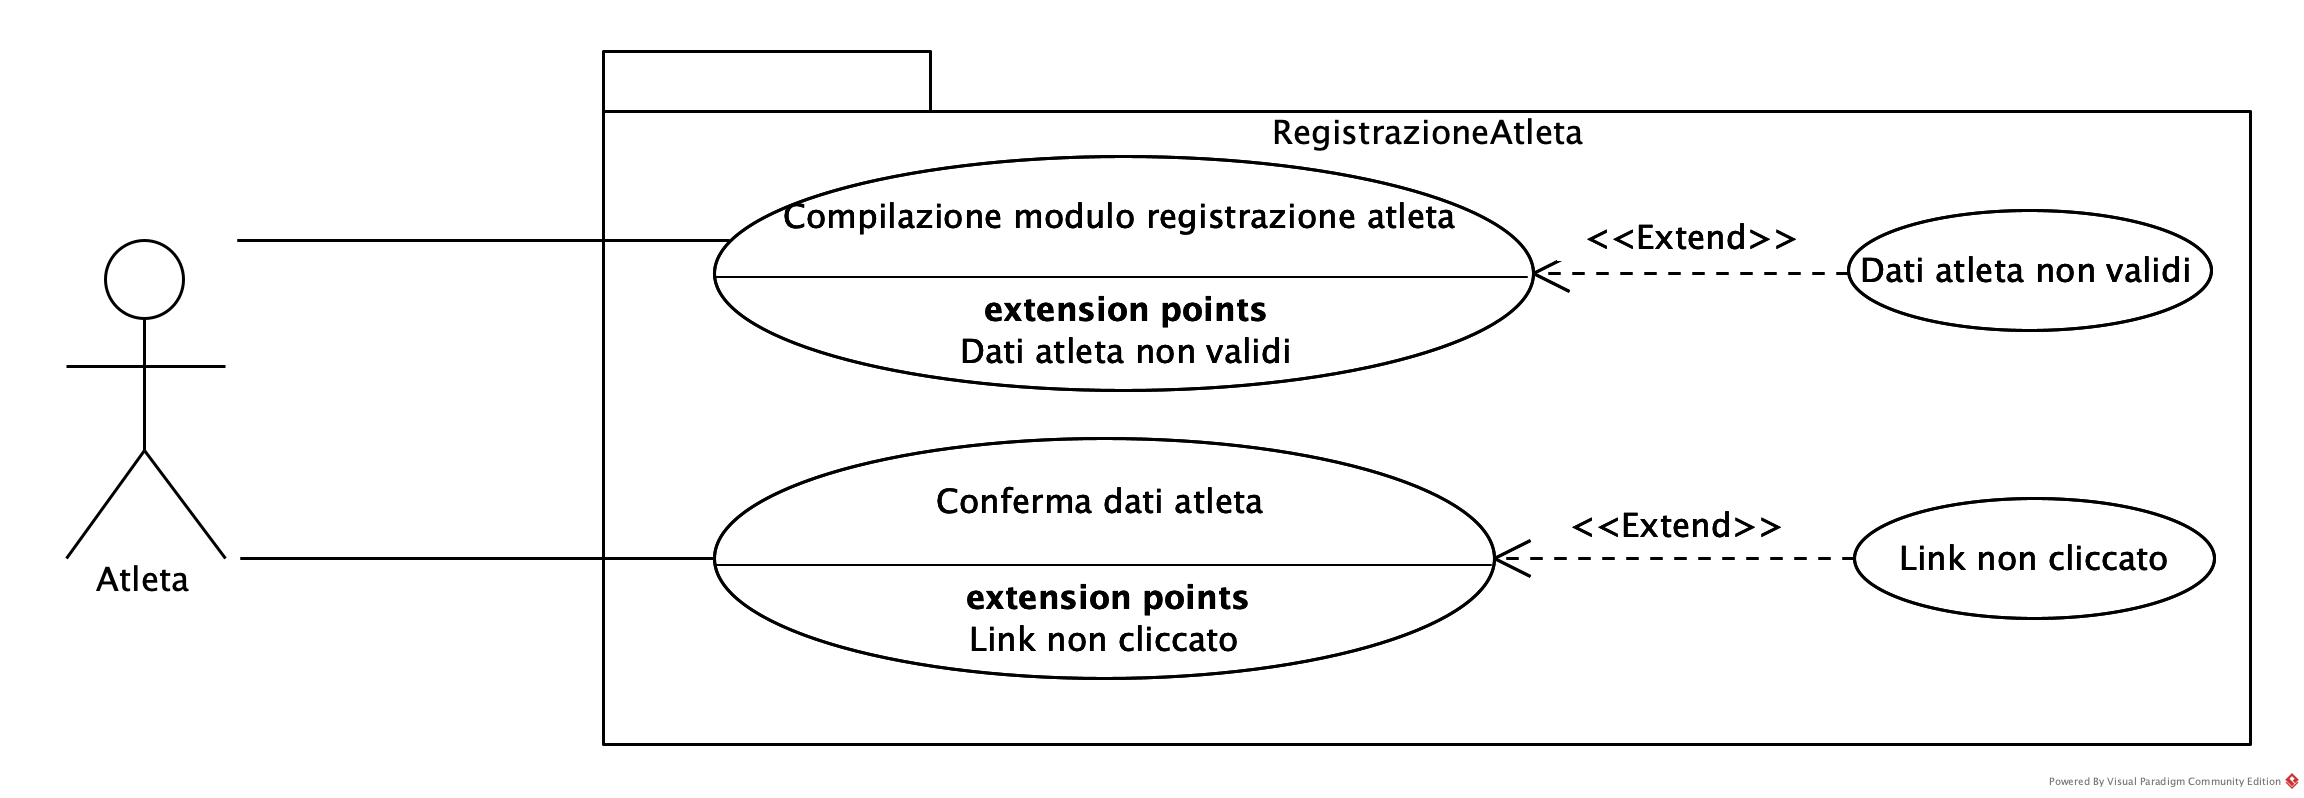 RegistrazioneAtleta
Compilazione modulo registrazione atleta
<<Extend>>
Dati atleta non validi
extension points
Dati atleta non validi
Conferma dati atleta
<<Extend>>
Link non cliccato
extension points
Link non cliccato
Atleta
Powered By Visual Paradigm Community Edition